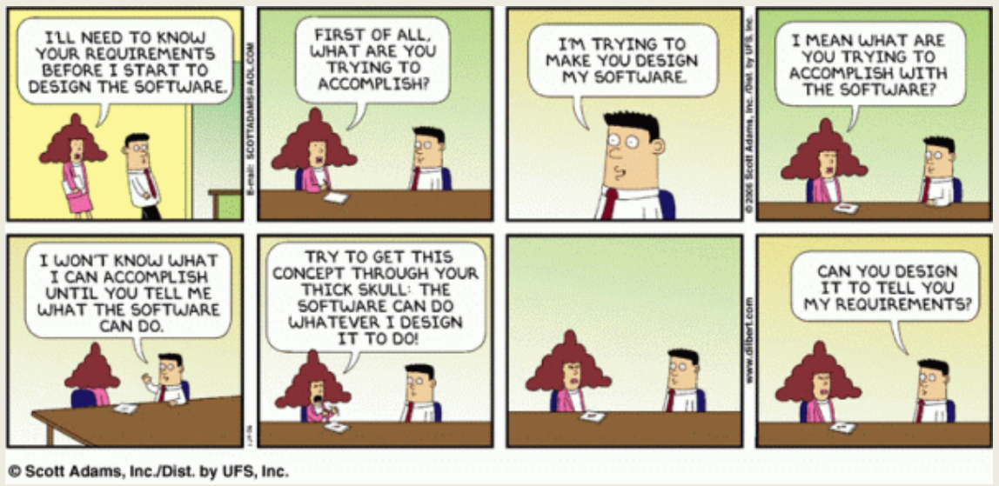 I'LL NEED TO KNOW
YOUR REQUIREMENTS
BEFORE I START TO
DESIGN THE SOFTWARE.
E-mail: SCOTTADAMS@AOL.COM
FIRST OF ALL,
WHAT ARE YOU
TRYING TO
ACCOMPLISH?
I'M TRYING TO
MAKE YOU DESIGN
MY SOFTWARE.
© 2006 Scott Adams, Inc./Dist. by UFS, Inc.
I MEAN WHAT ARE
YOU TRYING TO
ACCOMPLISH WITH
THE SOFTWARE?
I WON'T KNOW WHAT
I CAN ACCOMPLISH
UNTIL YOU TELL ME
WHAT THE SOFTWARE
CAN DO.
TRY TO GET THIS
CONCEPT THROUGH YOUR
THICK SKULL: THE
SOFTWARE CAN DO
WHATEVER I DESIGN
IT TO DO!
www.dilbert.com
CAN YOU DESIGN
IT TO TELL YOU
MY REQUIREMENTS?
© Scott Adams, Inc./Dist. by UFS, Inc.